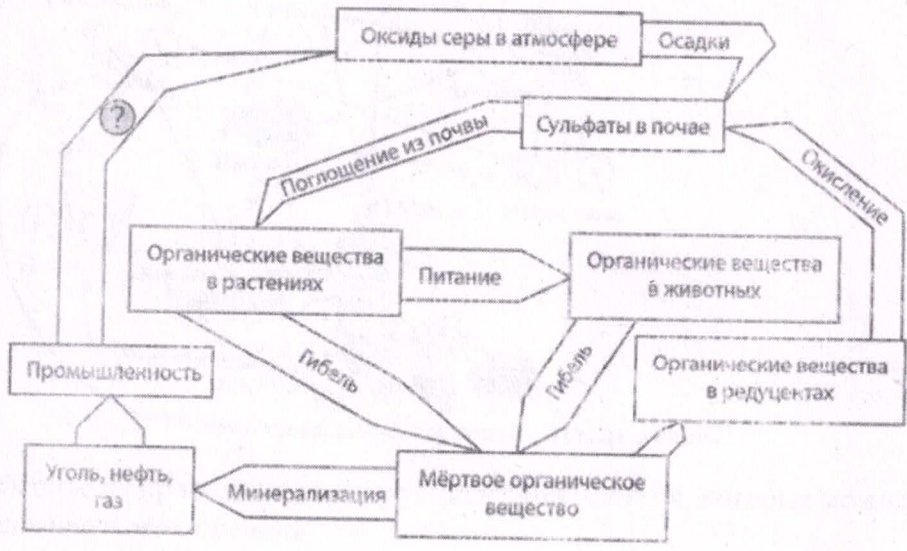 Оксиды серы в атмосфере
Осадки
?
Сульфаты в почве
Поглощение из почвы
Окисление
Органические вещества
в растениях
Питание
Органические вещества
в животных
Гибель
Гибель
Промышленность
Органические вещества
в редуцентах
Уголь, нефть,
газ
Минерализация
Мёртвое органическое
вещество